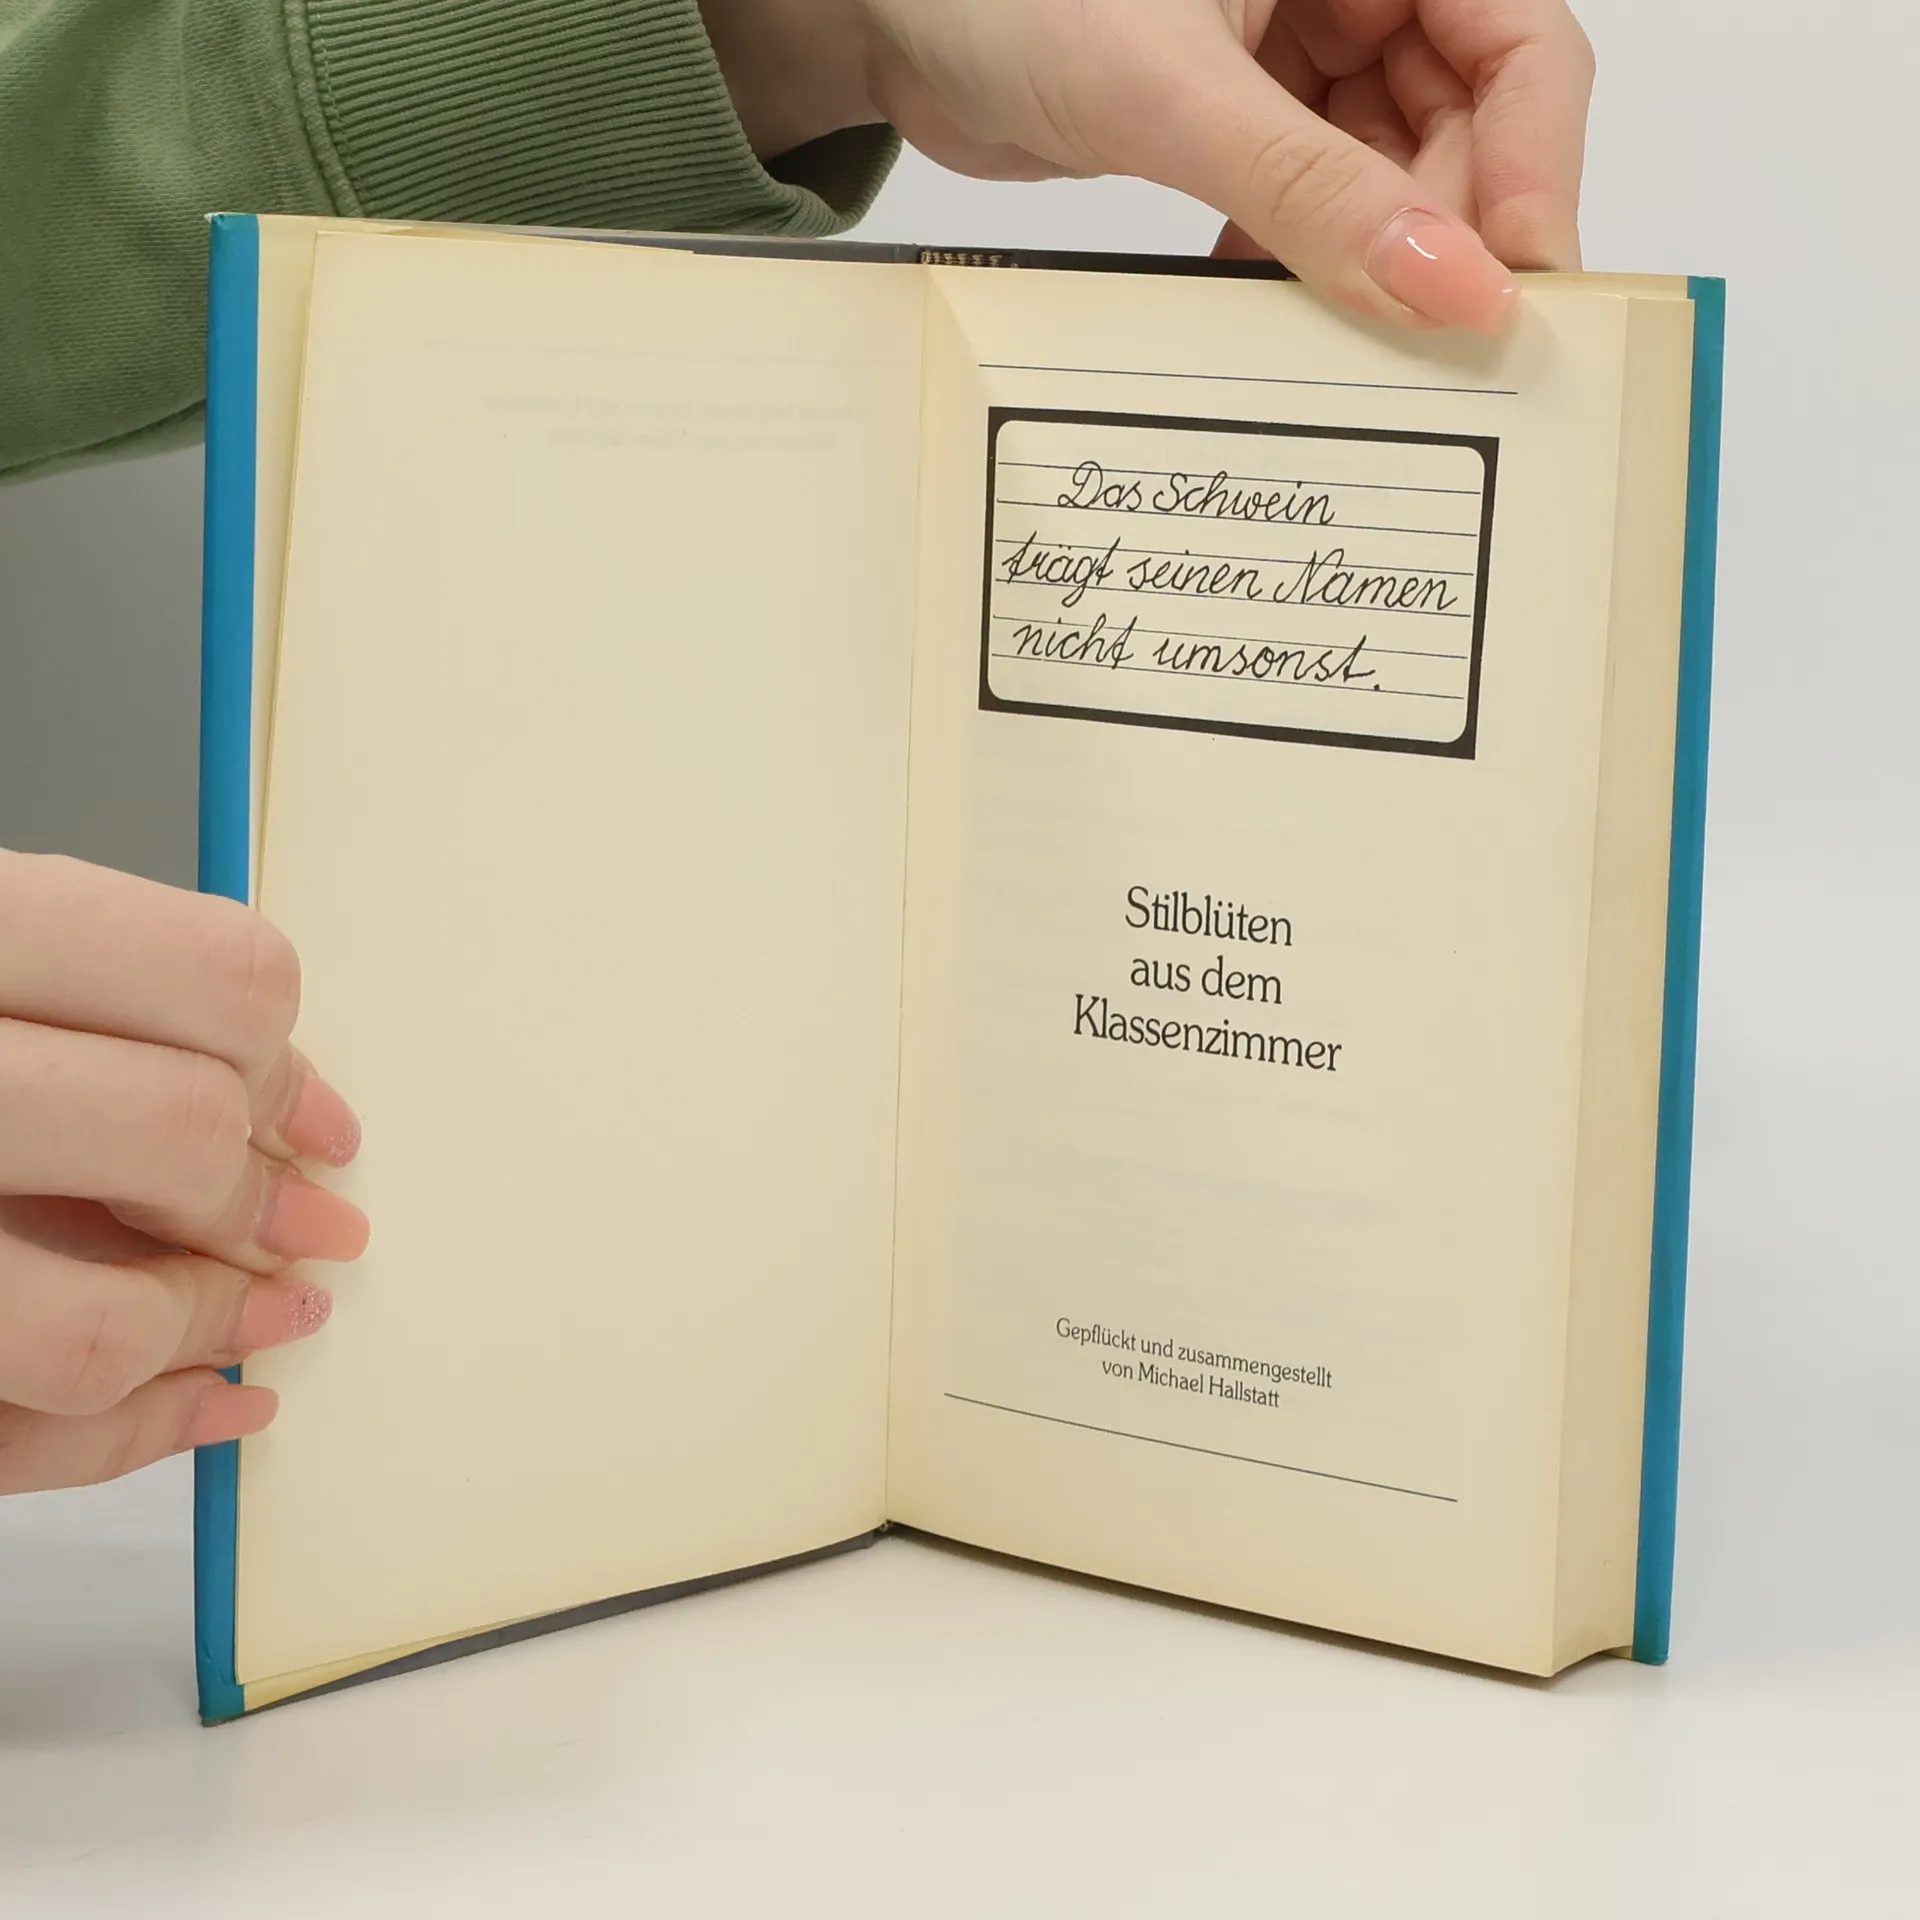 Das Schwein
trägt seinen Namen
nicht umsonst.
Stilblüten
aus dem
Klassenzimmer
Gepflückt und zusammengestellt
von Michael Hallstatt